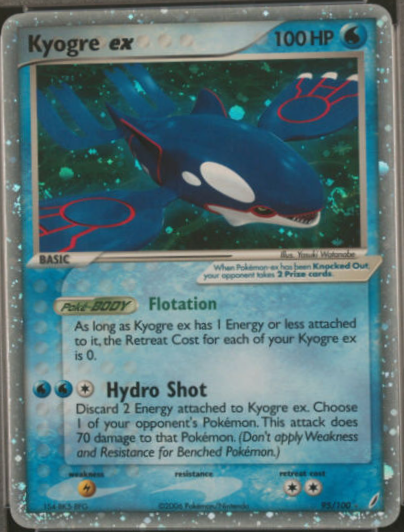 Kyogre ex
100 HP
BASIC
Illus. Yasuki Watanabe
When Pokémon-ex has been Knocked Out,
your opponent takes 2 Prize cards.
Poké-BODY Flotation
As long as Kyogre ex has 1 Energy or less attached
to it, the Retreat Cost for each of your Kyogre ex
is 0.
Hydro Shot
Discard 2 Energy attached to Kyogre ex. Choose
1 of your opponent's Pokémon. This attack does
70 damage to that Pokémon. (Don't apply Weakness
and Resistance for Benched Pokémon.)
weakness resistance retreat cost
©2006 Pokémon/Nintendo